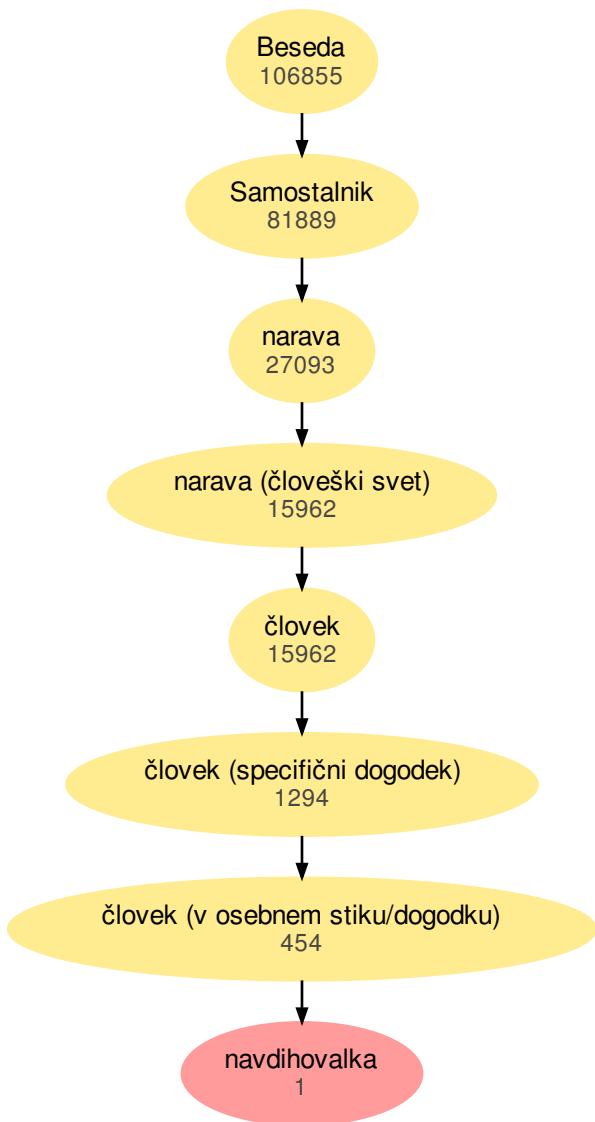 Beseda
106855
Samostalnik
81889
narava
27093
narava (človeški svet)
15962
človek
15962
človek (specifični dogodek)
1294
človek (v osebnem stiku/dogodku)
454
navdihovalka
1